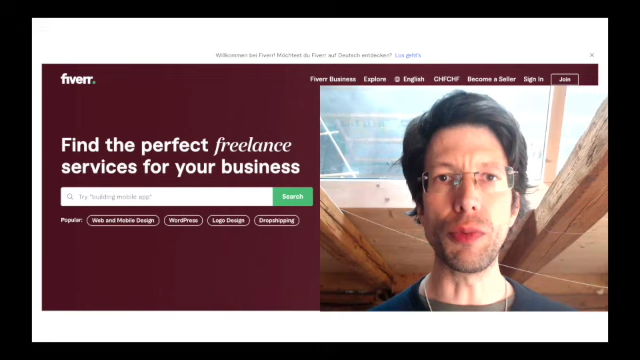 Willkommen bei Fiverr! Möchtest du Fiverr auf Deutsch entdecken? Los geht's
fiverr.
Fiverr Business Explore English CHFCHF Become a Seller Sign In Join
Find the perfect freelance
services for your business
Try "building mobile app" Search
Popular: Web and Mobile Design WordPress Logo Design Dropshipping